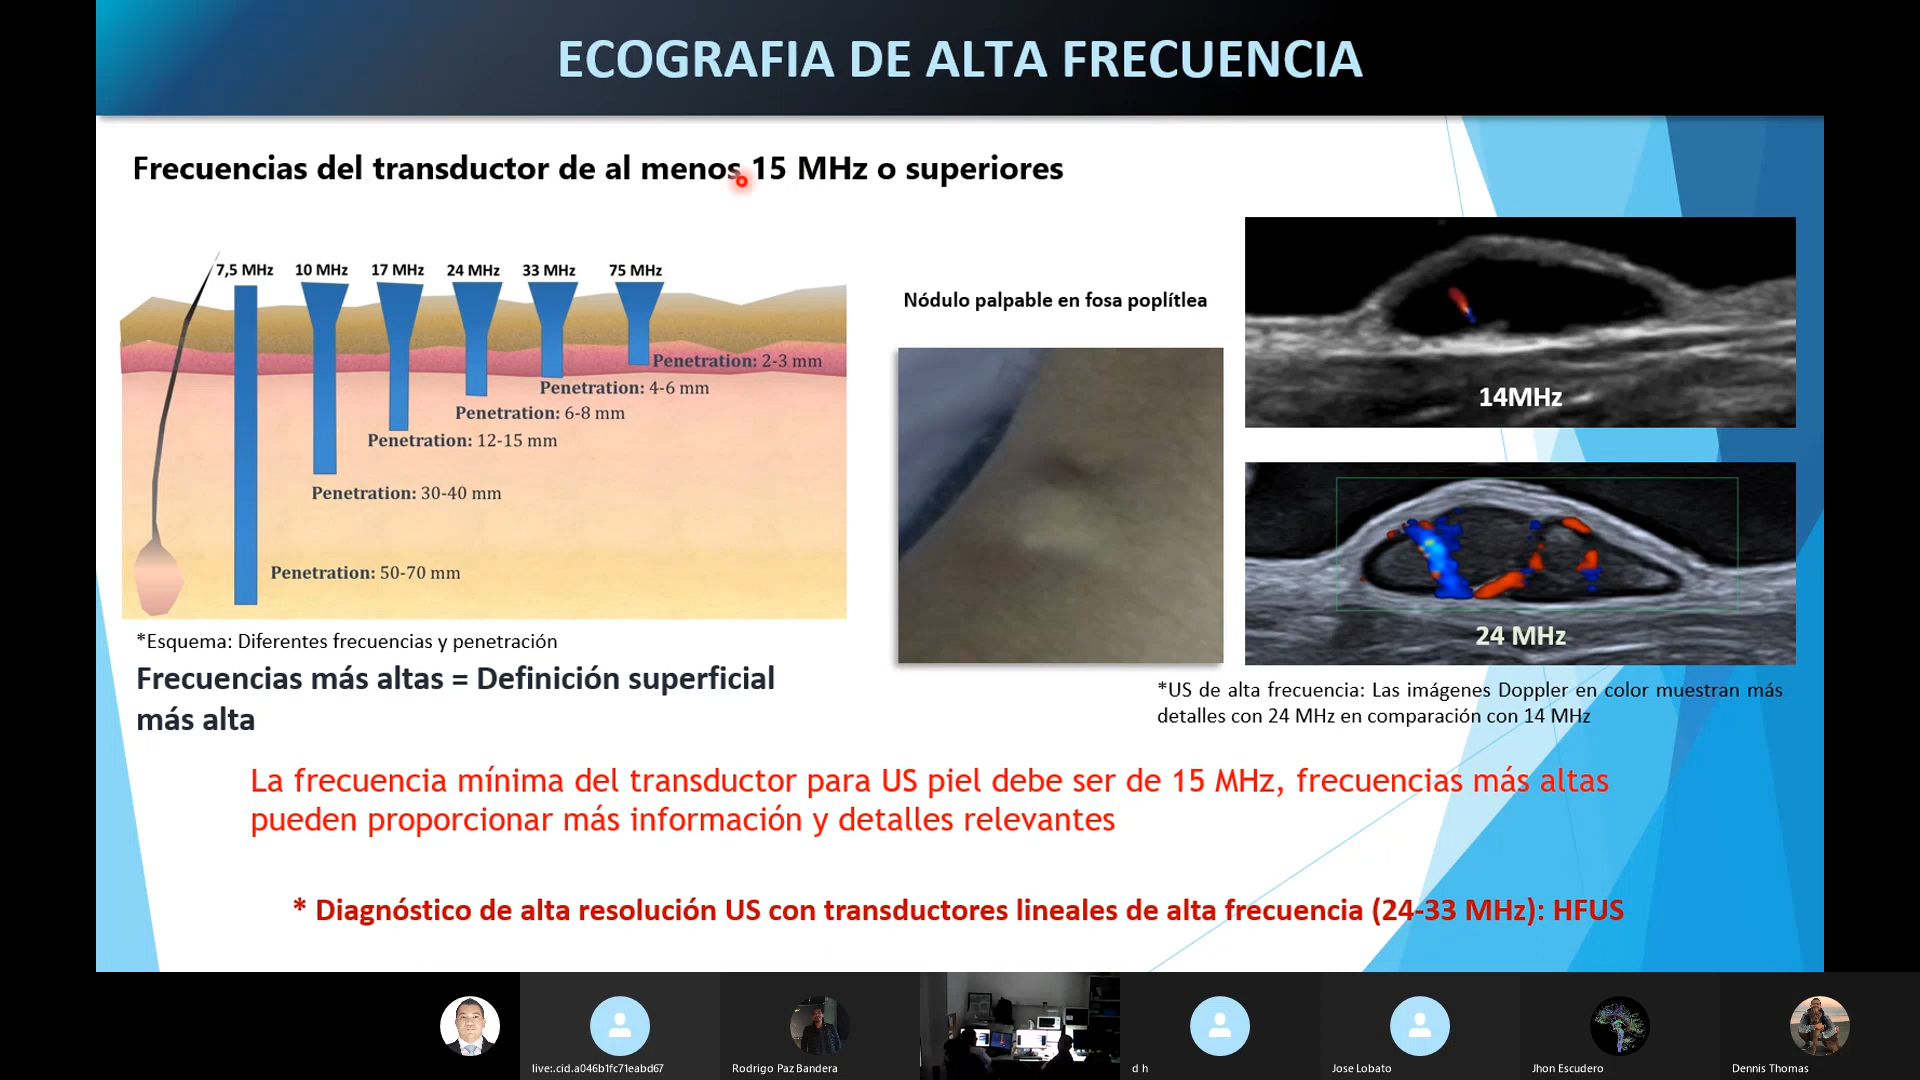 ECOGRAFIA DE ALTA FRECUENCIA
Frecuencias del transductor de al menos 15 MHz o superiores
7,5 MHz 10 MHz 17 MHz 24 MHz 33 MHz 75 MHz
Penetration: 2-3 mm
Penetration: 4-6 mm
Penetration: 6-8 mm
Penetration: 12-15 mm
Penetration: 30-40 mm
Penetration: 50-70 mm
*Esquema: Diferentes frecuencias y penetración
Frecuencias más altas = Definición superficial
más alta
Nódulo palpable en fosa poplítlea
14MHz
24 MHz
*US de alta frecuencia: Las imágenes Doppler en color muestran más
detalles con 24 MHz en comparación con 14 MHz
La frecuencia mínima del transductor para US piel debe ser de 15 MHz, frecuencias más altas
pueden proporcionar más información y detalles relevantes
* Diagnóstico de alta resolución US con transductores lineales de alta frecuencia (24-33 MHz): HFUS
live:.cid.a046b1fc71eabd67
Rodrigo Paz Bandera
d h
Jose Lobato
Jhon Escudero
Dennis Thomas